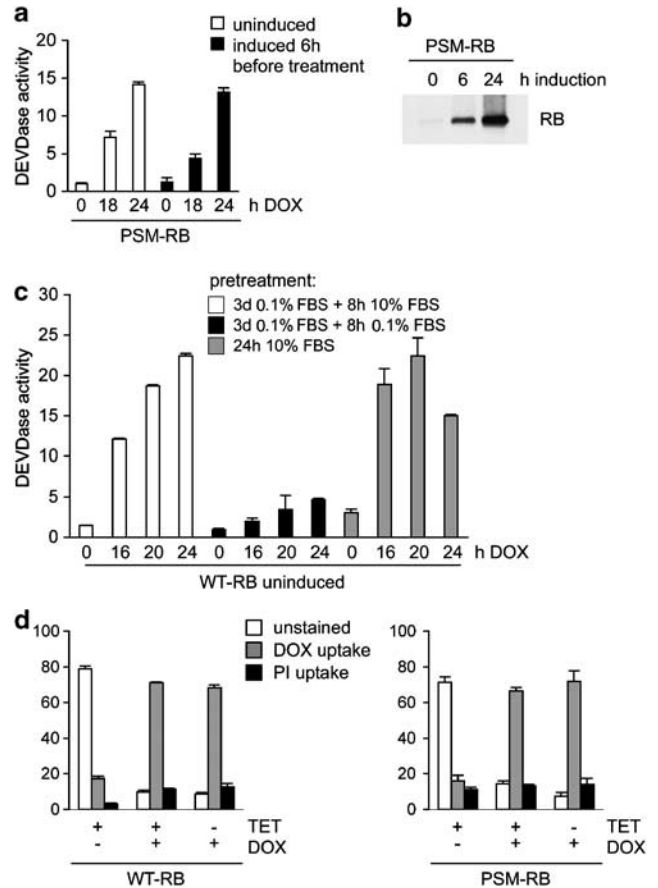 a
uninduced
induced 6h
before treatment
DEVDase activity
20
15
10
5
0
0 18 24 0 18 24 h DOX
PSM-RB
b
PSM-RB
0 6 24 h induction
RB
c
pretreatment:
3d 0.1% FBS + 8h 10% FBS
3d 0.1% FBS + 8h 0.1% FBS
24h 10% FBS
DEVDase activity
30
25
20
15
10
5
0
0 16 20 24 0 16 20 24 0 16 20 24 h DOX
WT-RB uninduced
d
unstained
DOX uptake
PI uptake
100
80
60
40
20
0
+ + - TET
- + + DOX
WT-RB
100
80
60
40
20
0
+ + - TET
- + + DOX
PSM-RB